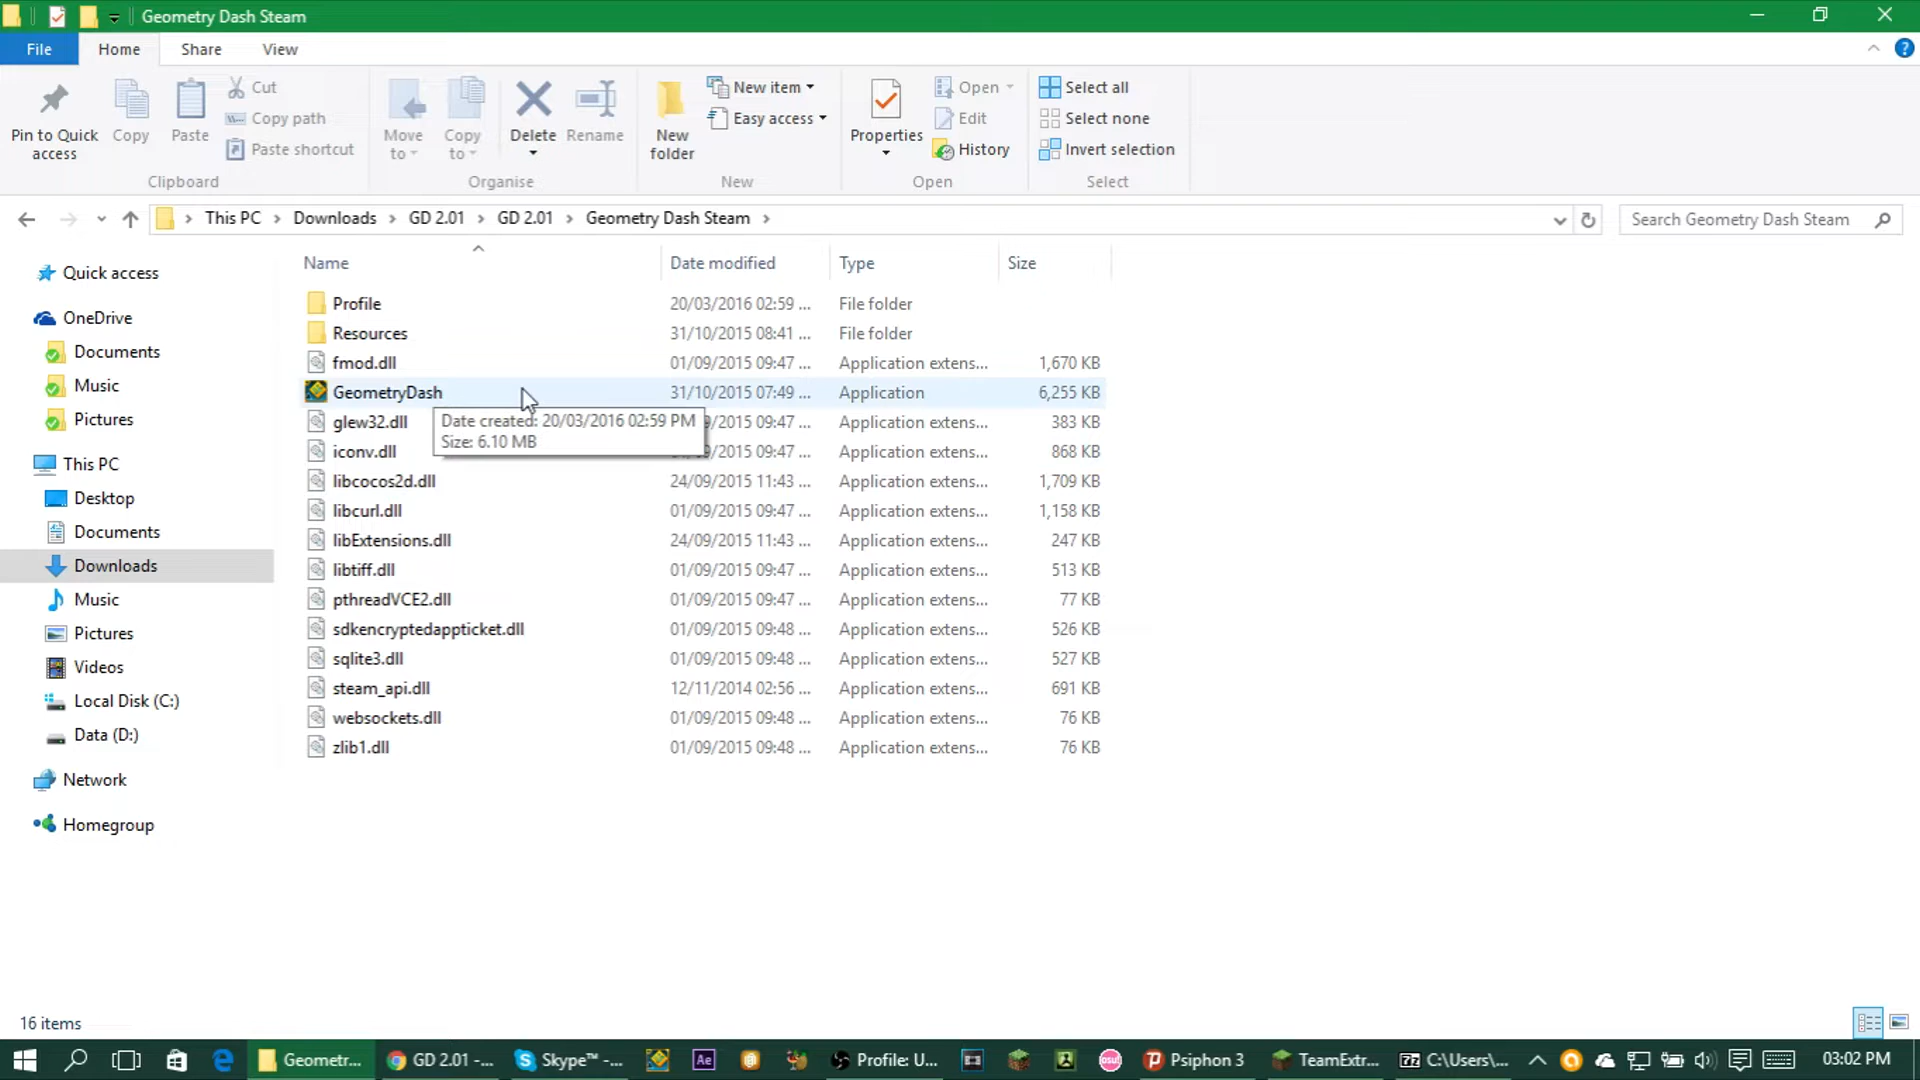 Geometry Dash Steam
File Home Share View
Pin to Quick access
Copy
Paste
Cut
Copy path
Paste shortcut
Clipboard
Move to
Copy to
Delete
Rename
Organise
New folder
New item
Easy access
New
Properties
Open
Edit
History
Open
Select all
Select none
Invert selection
Select
This PC > Downloads > GD 2.01 > GD 2.01 > Geometry Dash Steam >
Search Geometry Dash Steam
Quick access
OneDrive
Documents
Music
Pictures
This PC
Desktop
Documents
Downloads
Music
Pictures
Videos
Local Disk (C:)
Data (D:)
Network
Homegroup
Name Date modified Type Size
Profile 20/03/2016 02:59 ... File folder
Resources 31/10/2015 08:41 ... File folder
fmod.dll 01/09/2015 09:47 ... Application extens... 1,670 KB
GeometryDash 31/10/2015 07:49 ... Application 6,255 KB
glew32.dll 9/2015 09:47 ... Application extens... 383 KB
iconv.dll 9/2015 09:47 ... Application extens... 868 KB
Date created: 20/03/2016 02:59 PM
Size: 6.10 MB
libcocos2d.dll 24/09/2015 11:43 ... Application extens... 1,709 KB
libcurl.dll 01/09/2015 09:47 ... Application extens... 1,158 KB
libExtensions.dll 24/09/2015 11:43 ... Application extens... 247 KB
libtiff.dll 01/09/2015 09:47 ... Application extens... 513 KB
pthreadVCE2.dll 01/09/2015 09:47 ... Application extens... 77 KB
sdkencryptedappticket.dll 01/09/2015 09:48 ... Application extens... 526 KB
sqlite3.dll 01/09/2015 09:48 ... Application extens... 527 KB
steam_api.dll 12/11/2014 02:56 ... Application extens... 691 KB
websockets.dll 01/09/2015 09:48 ... Application extens... 76 KB
zlib1.dll 01/09/2015 09:48 ... Application extens... 76 KB
16 items
Geometr...
GD 2.01 -...
Skype™ -...
Ae
Profile: U...
osu!
Psiphon 3
TeamExtr...
7z C:\Users\...
03:02 PM